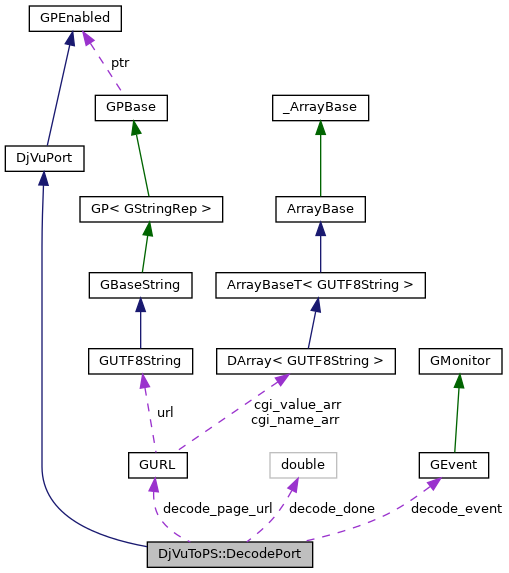 GPEnabled
ptr
GPBase
_ArrayBase
DjVuPort
GP< GStringRep >
ArrayBase
GBaseString
ArrayBaseT< GUTF8String >
GUTF8String
DArray< GUTF8String >
GMonitor
url
cgi_value_arr
cgi_name_arr
GURL
double
GEvent
decode_page_url
decode_done
decode_event
DjVuToPS::DecodePort